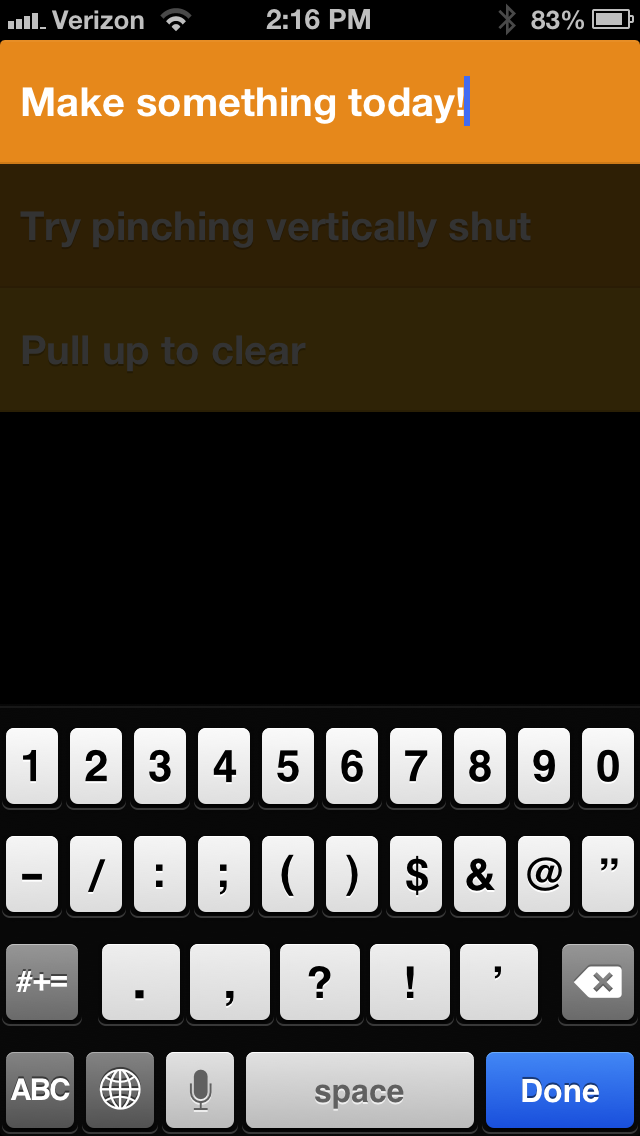 Verizon 2:16 PM 83%
Make something today!
Try pinching vertically shut
Pull up to clear
1 2 3 4 5 6 7 8 9 0
- / : ; ( ) $ & @ ”
#+= . , ? ! ’
ABC space Done